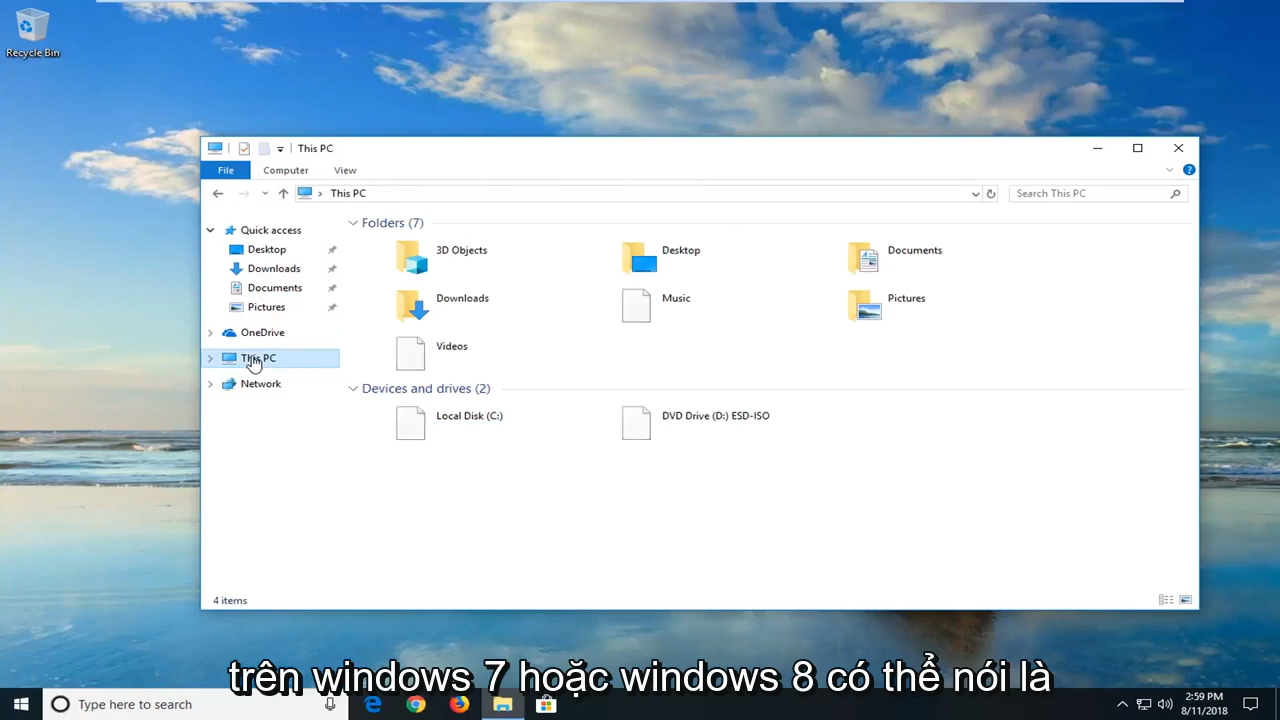 Recycle Bin
This PC
File
Computer
View
This PC
Search This PC
Quick access
Desktop
Downloads
Documents
Pictures
OneDrive
This PC
Network
Folders (7)
3D Objects
Desktop
Documents
Downloads
Music
Pictures
Videos
Devices and drives (2)
Local Disk (C:)
DVD Drive (D:) ESD-ISO
4 items
trên windows 7 hoặc windows 8 có thể nói là
Type here to search
2:59 PM
8/11/2018